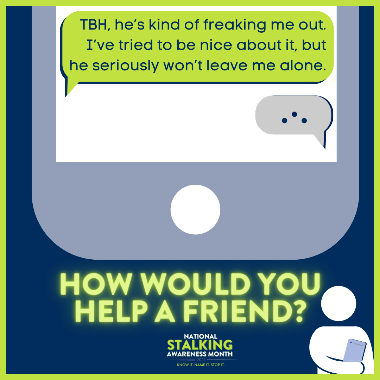 TBH, he's kind of freaking me out.
I've tried to be nice about it, but
he seriously won't leave me alone.
HOW WOULD YOU
HELP A FRIEND?
NATIONAL
STALKING
AWARENESS MONTH